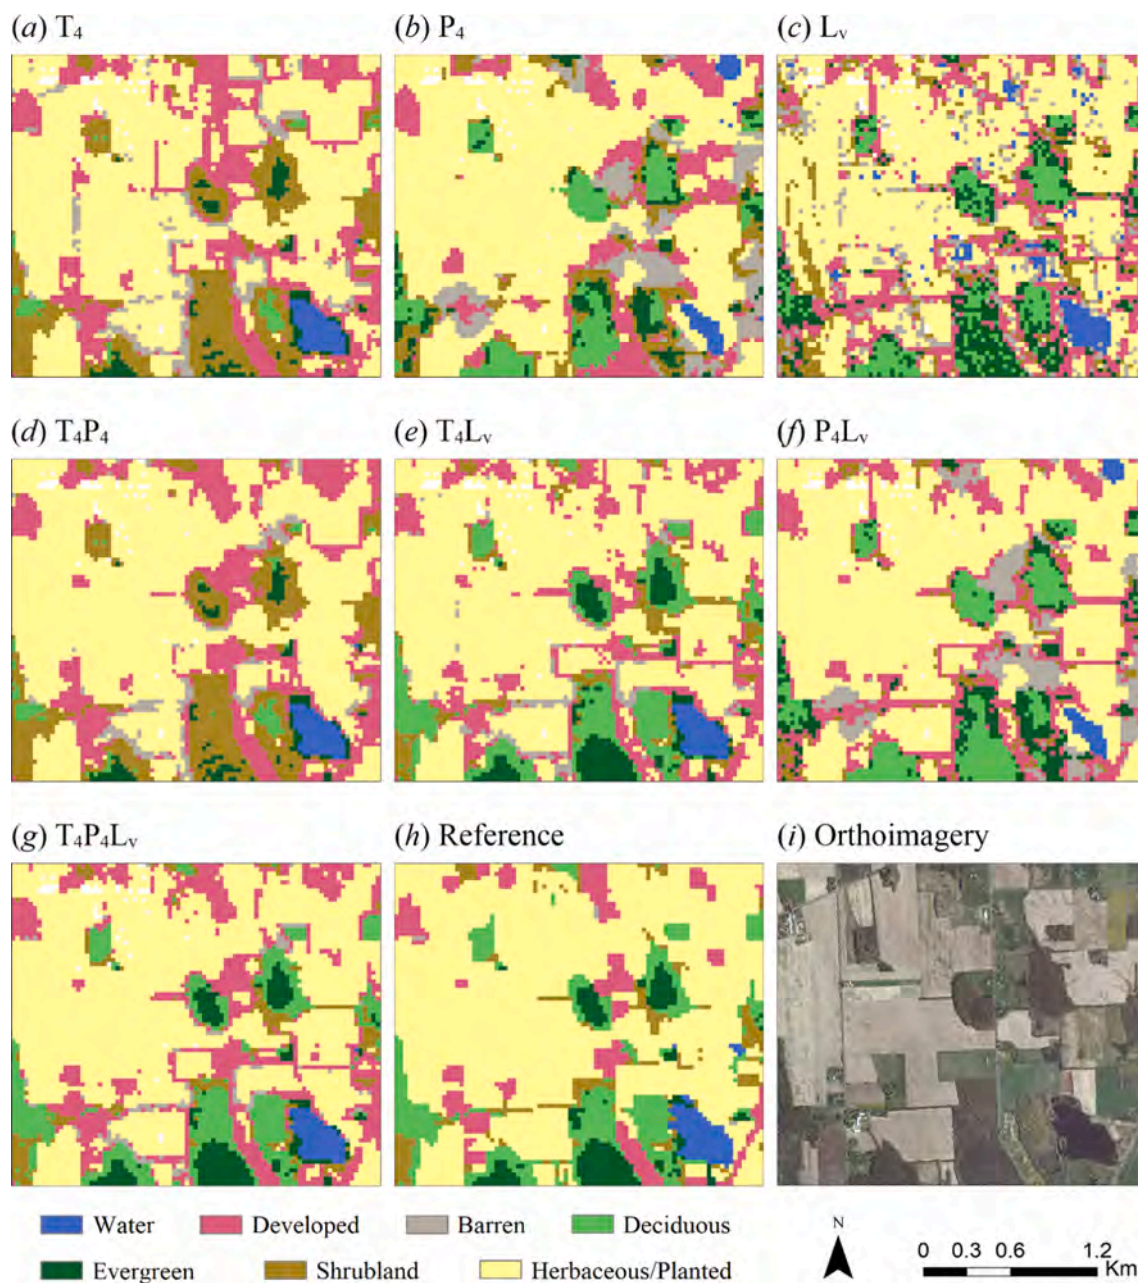 (a) T₄
(b) P₄
(c) Lᵥ
(d) T₄P₄
(e) T₄Lᵥ
(f) P₄Lᵥ
(g) T₄P₄Lᵥ
(h) Reference
(i) Orthoimagery
Water
Developed
Barren
Deciduous
Evergreen
Shrubland
Herbaceous/Planted
N
0 0.3 0.6 1.2
Km